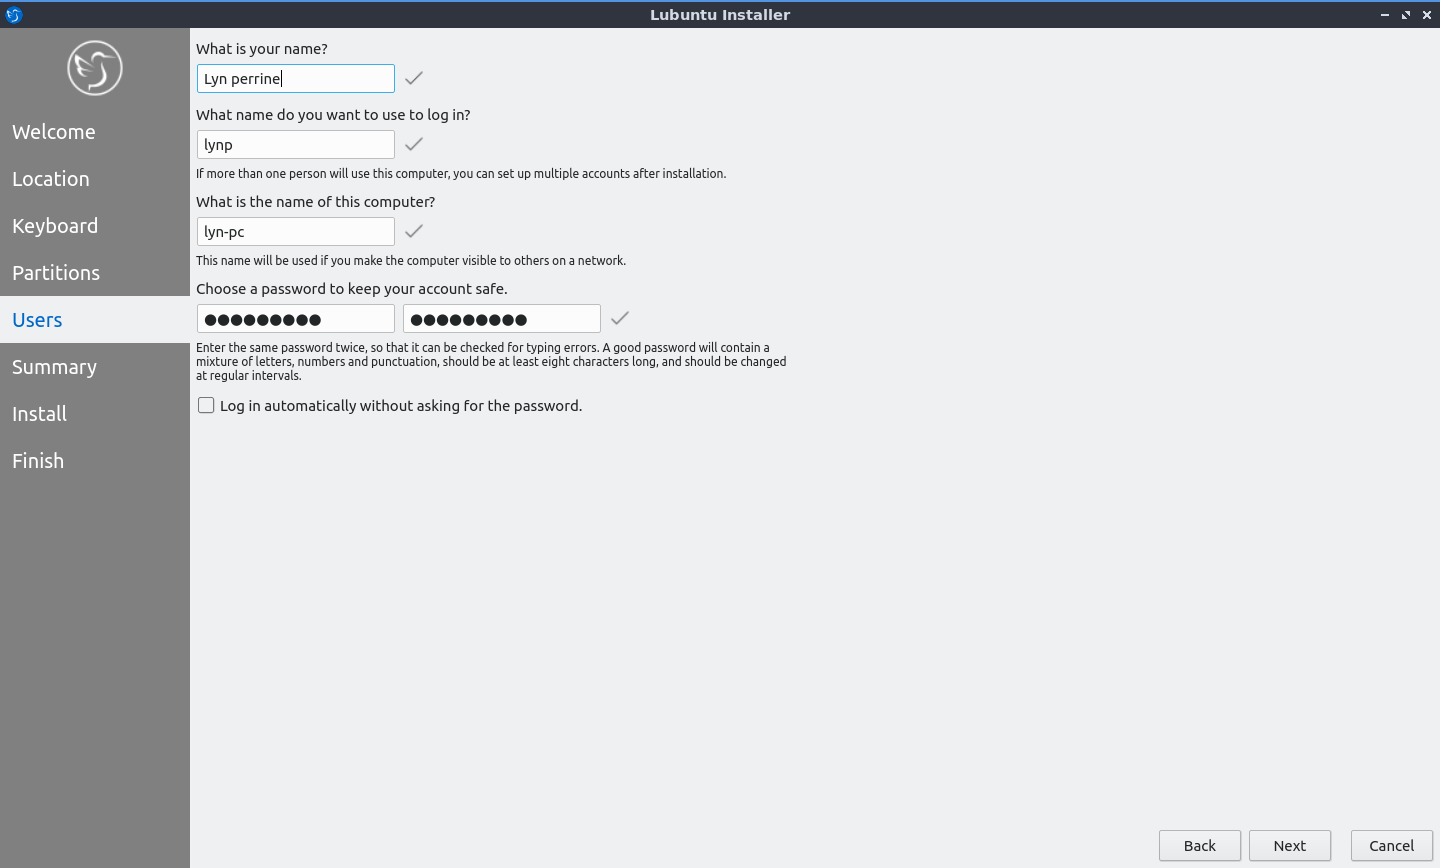 Lubuntu Installer
Welcome
Location
Keyboard
Partitions
Users
Summary
Install
Finish
What is your name?
Lyn perrine
What name do you want to use to log in?
lynp
If more than one person will use this computer, you can set up multiple accounts after installation.
What is the name of this computer?
lyn-pc
This name will be used if you make the computer visible to others on a network.
Choose a password to keep your account safe.
●●●●●●●●● ●●●●●●●●●
Enter the same password twice, so that it can be checked for typing errors. A good password will contain a
mixture of letters, numbers and punctuation, should be at least eight characters long, and should be changed
at regular intervals.
Log in automatically without asking for the password.
Back Next Cancel